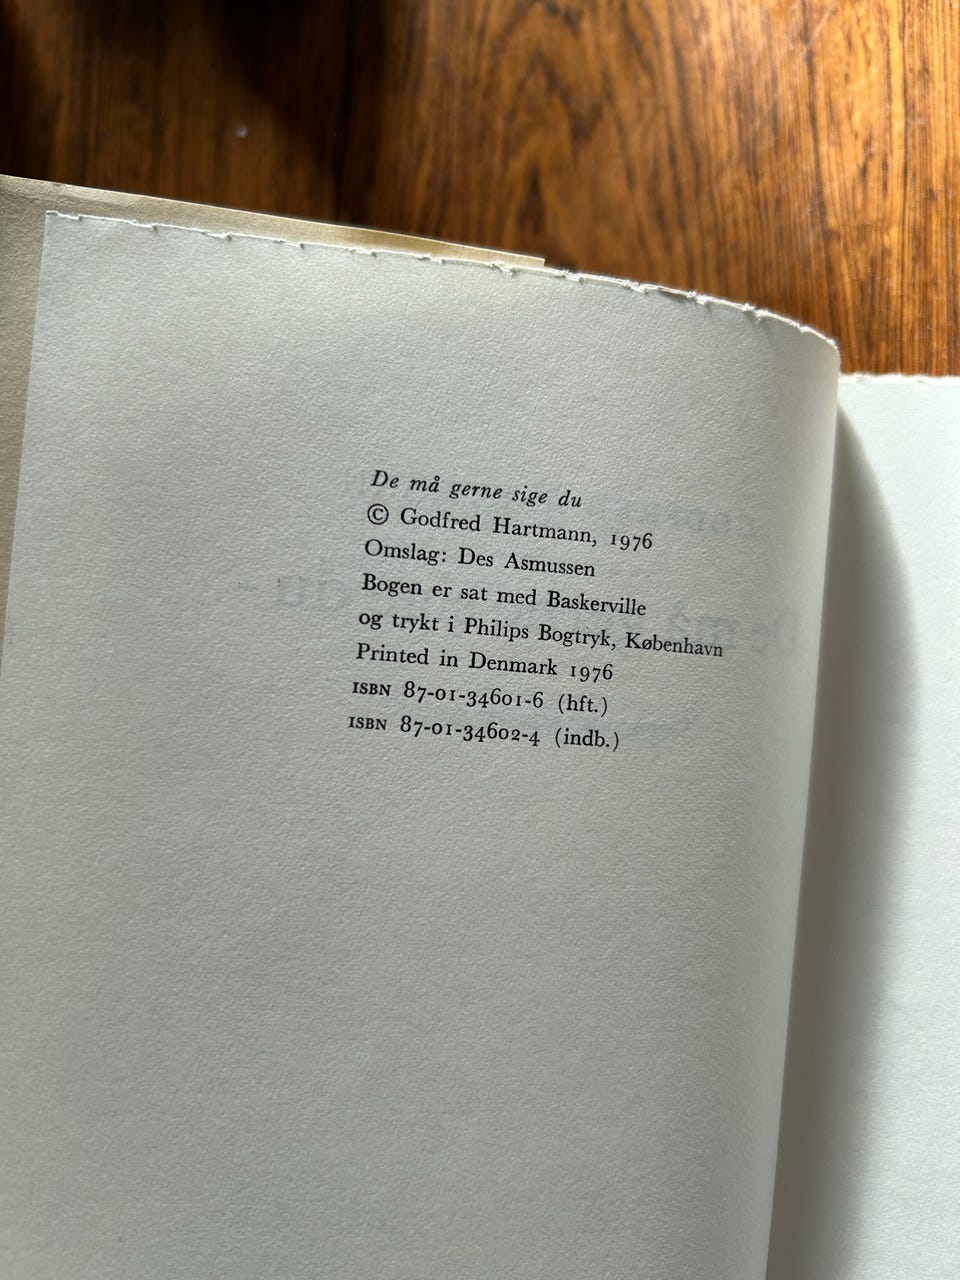 De må gerne sige du
© Godfred Hartmann, 1976
Omslag: Des Asmussen
Bogen er sat med Baskerville
og trykt i Philips Bogtryk, København
Printed in Denmark 1976
ISBN 87-01-34601-6 (hft.)
ISBN 87-01-34602-4 (indb.)